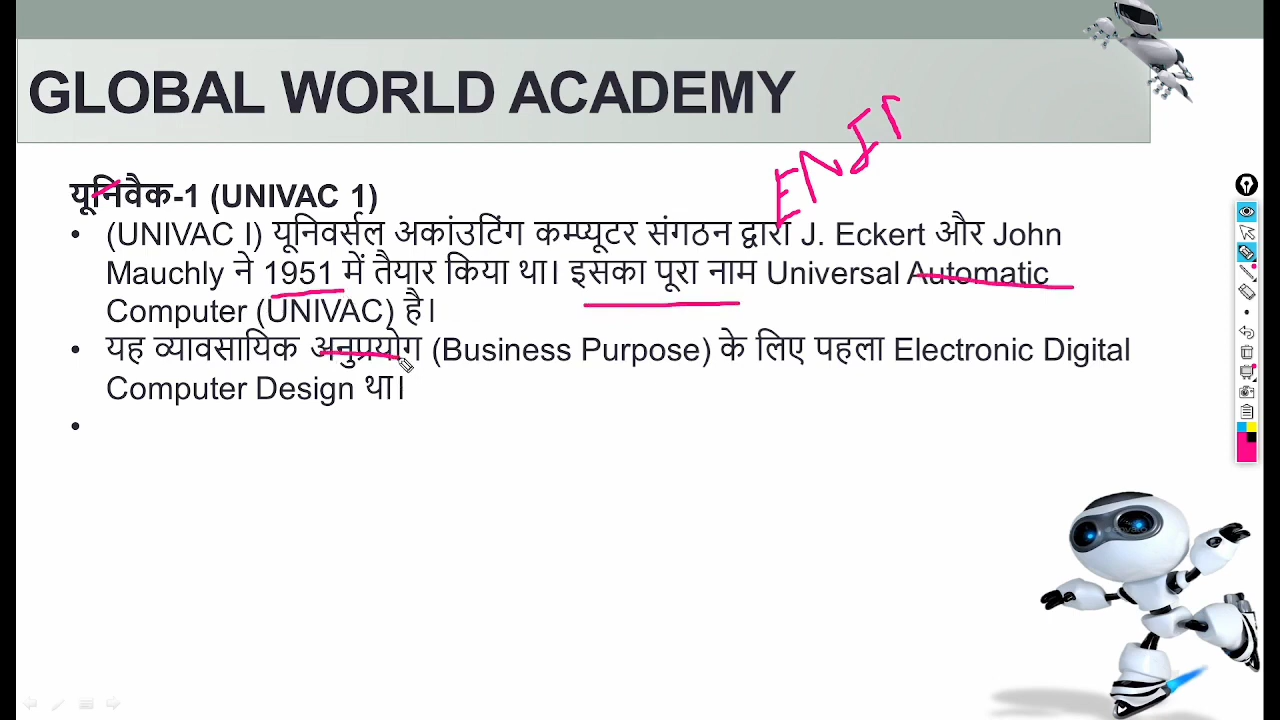 GLOBAL WORLD ACADEMY
ENI
यूनिवैक-1 (UNIVAC 1)
• (UNIVAC I) यूनिवर्सल अकांउटिंग कम्प्यूटर संगठन द्वारा J. Eckert और John
Mauchly ने 1951 में तैयार किया था। इसका पूरा नाम Universal Automatic
Computer (UNIVAC) है।
• यह व्यावसायिक अनुप्रयोग (Business Purpose) के लिए पहला Electronic Digital
Computer Design था।
•